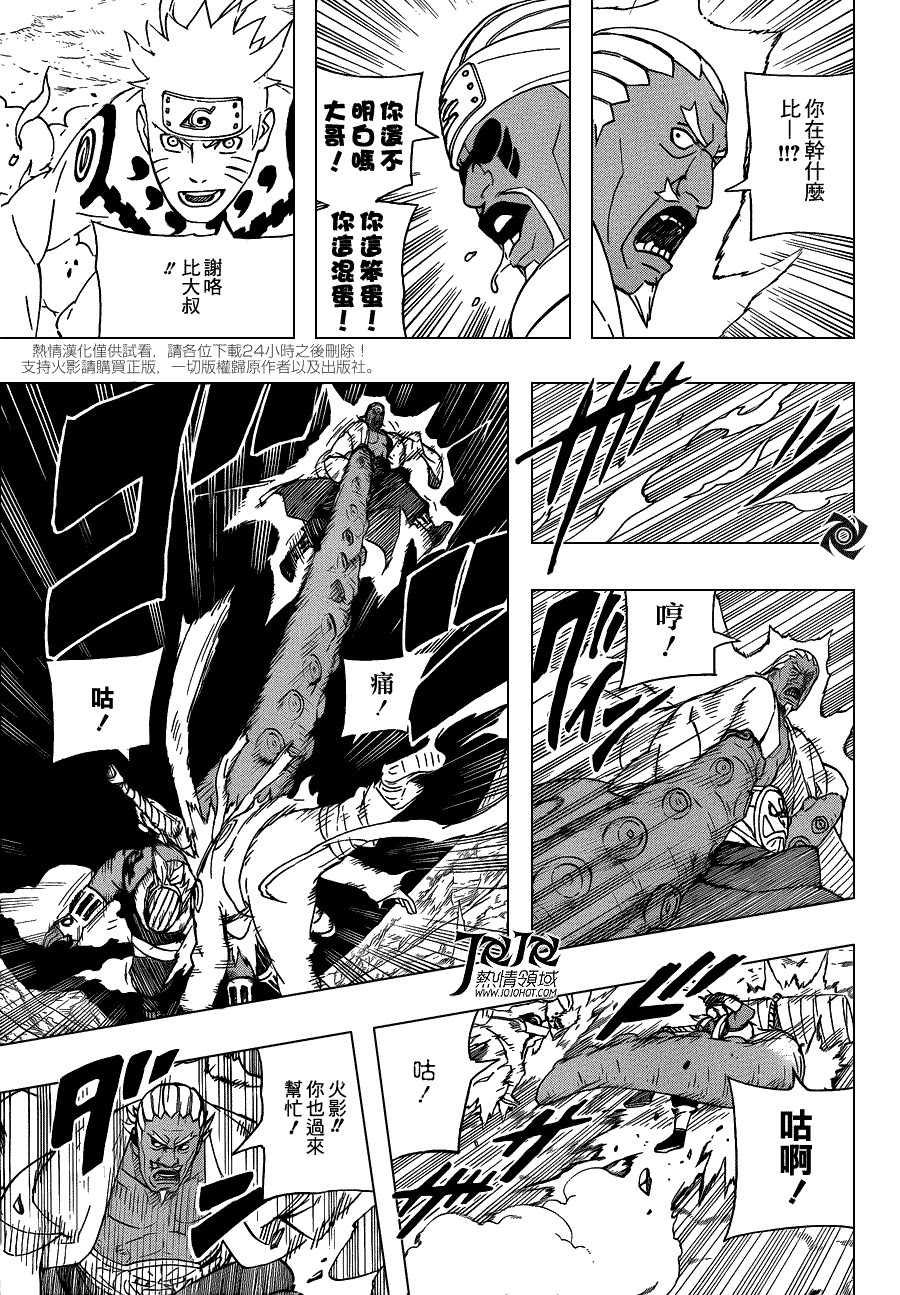 你在幹什麼
比—!!?
你還不
明白嗎
大哥！
你這笨蛋！
你這混蛋！
謝咯
比大叔
!!
熱情漢化僅供試看，請各位下載24小時之後刪除！
支持火影請購買正版，一切版權歸原作者以及出版社。
哼！
痛！
咕！
JOJO
熱情領域
WWW.JOJOHOT.COM
咕啊！
咕！
火影!!
你也過來
幫忙！